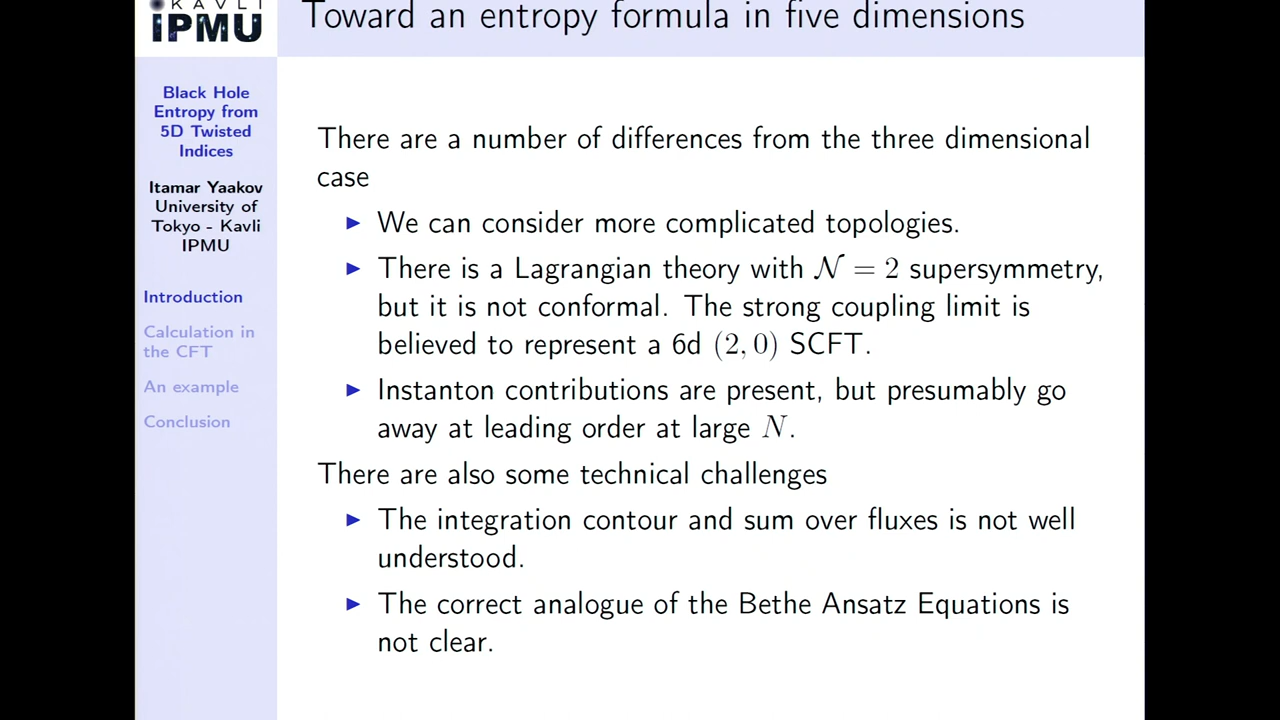 KAVLI
IPMU
Toward an entropy formula in five dimensions
Black Hole
Entropy from
5D Twisted
Indices
Itamar Yaakov
University of
Tokyo - Kavli
IPMU
Introduction
Calculation in
the CFT
An example
Conclusion
There are a number of differences from the three dimensional
case
▶ We can consider more complicated topologies.
▶ There is a Lagrangian theory with 𝒩 = 2 supersymmetry,
but it is not conformal. The strong coupling limit is
believed to represent a 6d (2, 0) SCFT.
▶ Instanton contributions are present, but presumably go
away at leading order at large N.
There are also some technical challenges
▶ The integration contour and sum over fluxes is not well
understood.
▶ The correct analogue of the Bethe Ansatz Equations is
not clear.